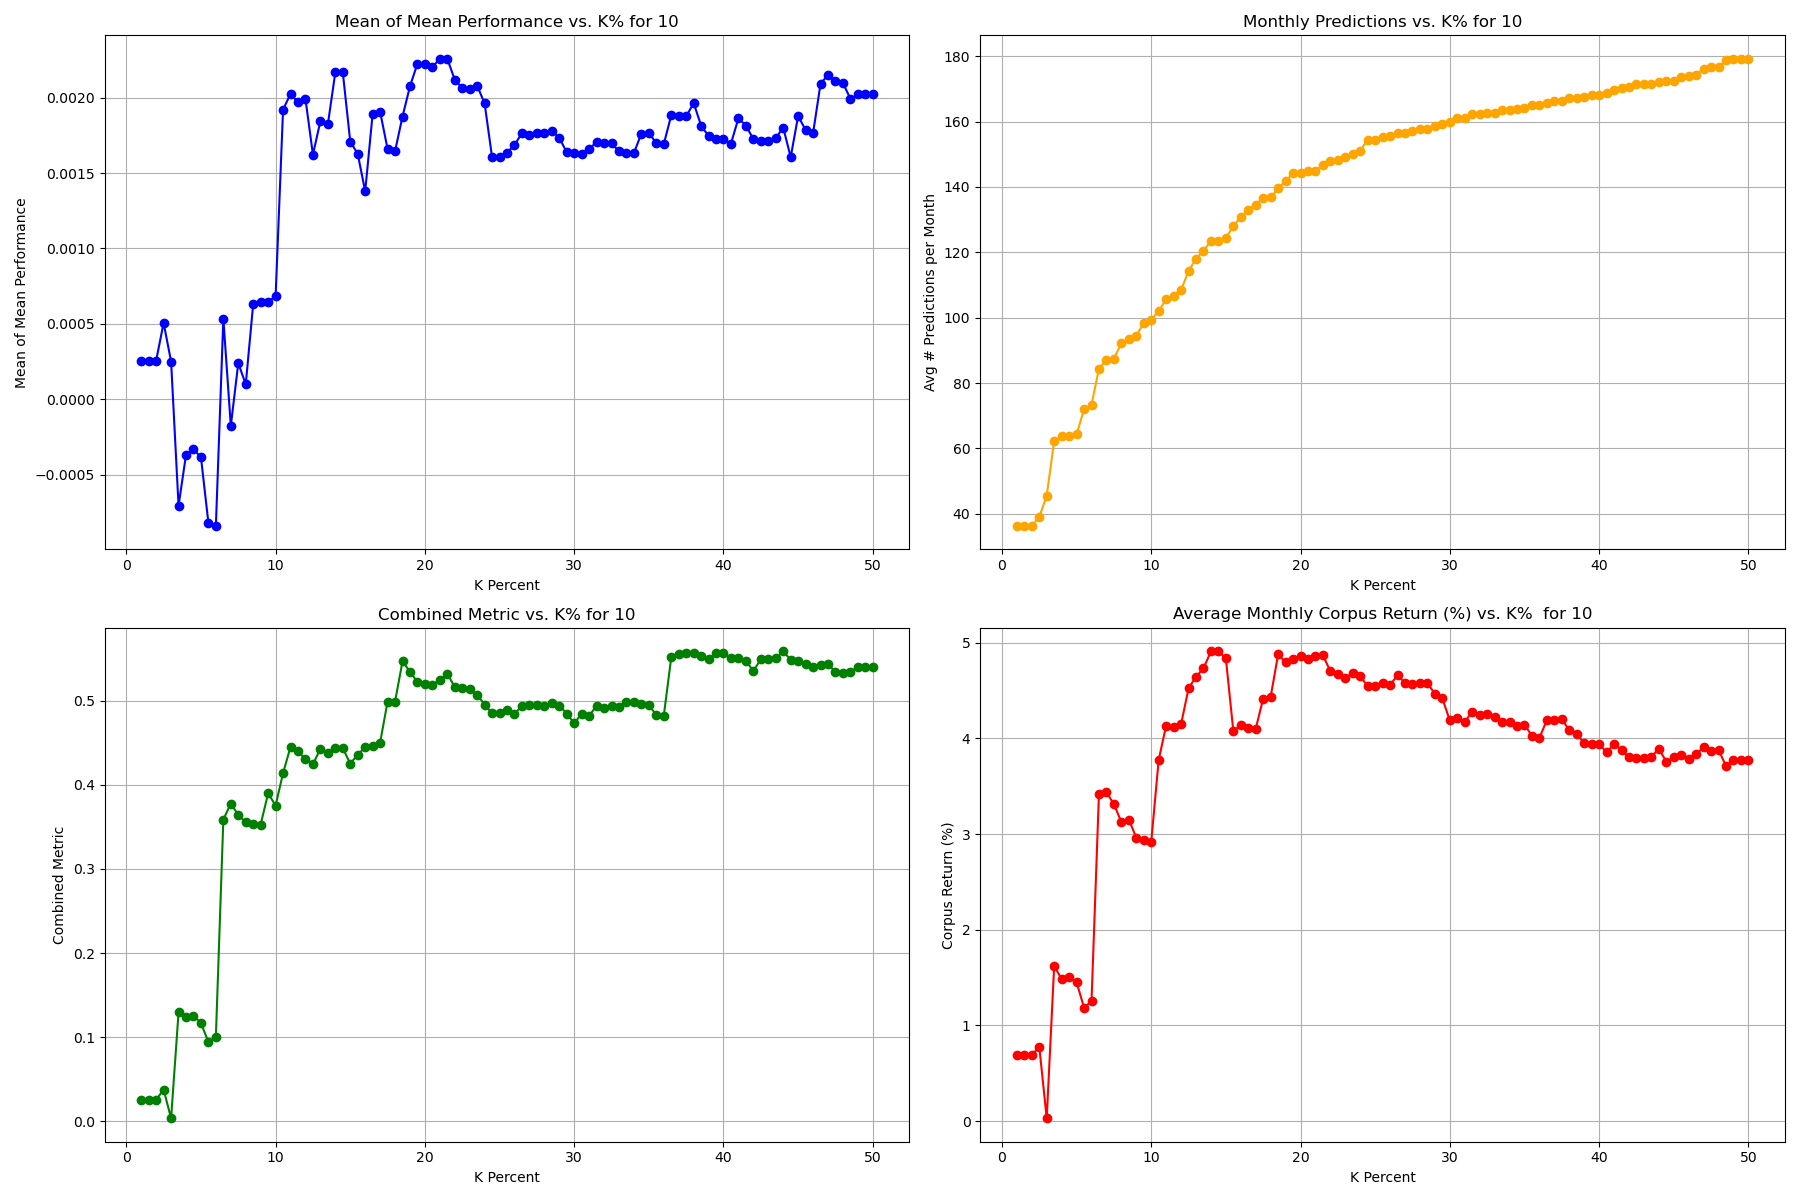 Mean of Mean Performance vs. K% for 10
Mean of Mean Performance
0.0020
0.0015
0.0010
0.0005
0.0000
−0.0005
0 10 20 30 40 50
K Percent
Monthly Predictions vs. K% for 10
Avg # Predictions per Month
180
160
140
120
100
80
60
40
0 10 20 30 40 50
K Percent
Combined Metric vs. K% for 10
Combined Metric
0.5
0.4
0.3
0.2
0.1
0.0
0 10 20 30 40 50
K Percent
Average Monthly Corpus Return (%) vs. K%  for 10
Corpus Return (%)
5
4
3
2
1
0
0 10 20 30 40 50
K Percent